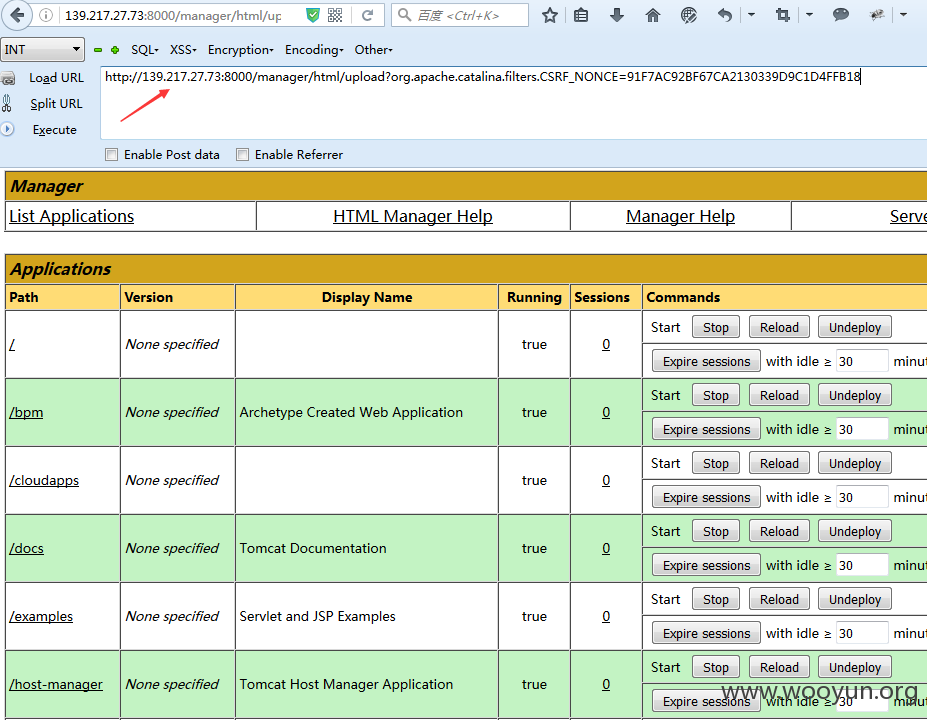 139.217.27.73:8000/manager/html/up
百度 <Ctrl+K>
INT
SQL
XSS
Encryption
Encoding
Other
Load URL
http://139.217.27.73:8000/manager/html/upload?org.apache.catalina.filters.CSRF_NONCE=91F7AC92BF67CA2130339D9C1D4FFB18
Split URL
Execute
Enable Post data
Enable Referrer
Manager
List Applications
HTML Manager Help
Manager Help
Serve
Applications
Path
Version
Display Name
Running
Sessions
Commands
/
None specified
true
0
Start
Stop
Reload
Undeploy
Expire sessions
with idle ≥
30
minut
/bpm
None specified
Archetype Created Web Application
true
0
Start
Stop
Reload
Undeploy
Expire sessions
with idle ≥
30
minut
/cloudapps
None specified
true
0
Start
Stop
Reload
Undeploy
Expire sessions
with idle ≥
30
minut
/docs
None specified
Tomcat Documentation
true
0
Start
Stop
Reload
Undeploy
Expire sessions
with idle ≥
30
minut
/examples
None specified
Servlet and JSP Examples
true
0
Start
Stop
Reload
Undeploy
Expire sessions
with idle ≥
30
minut
/host-manager
None specified
Tomcat Host Manager Application
true
0
Start
Stop
Reload
Undeploy
Expire sessions
30
www.wooyun.org